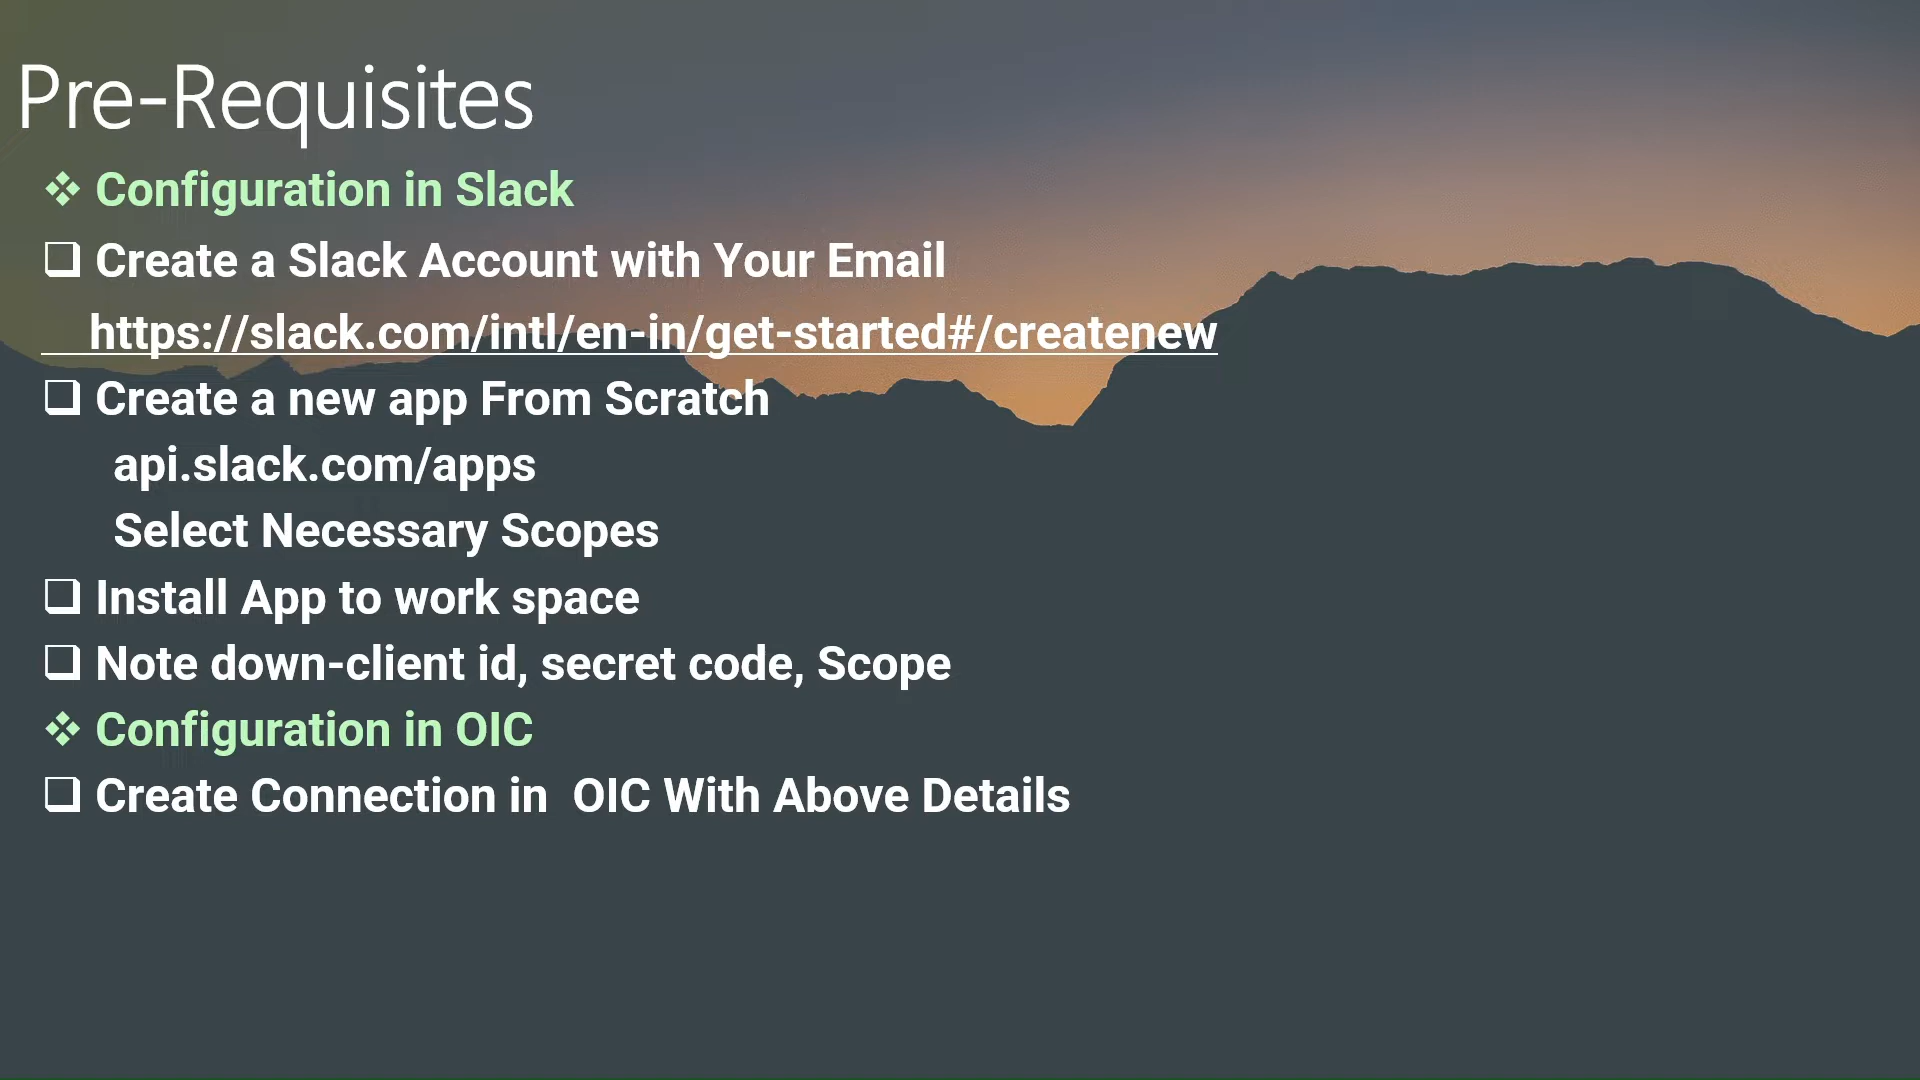 Pre-Requisites
❖ Configuration in Slack
❑ Create a Slack Account with Your Email
https://slack.com/intl/en-in/get-started#/createnew
❑ Create a new app From Scratch
api.slack.com/apps
Select Necessary Scopes
❑ Install App to work space
❑ Note down-client id, secret code, Scope
❖ Configuration in OIC
❑ Create Connection in  OIC With Above Details